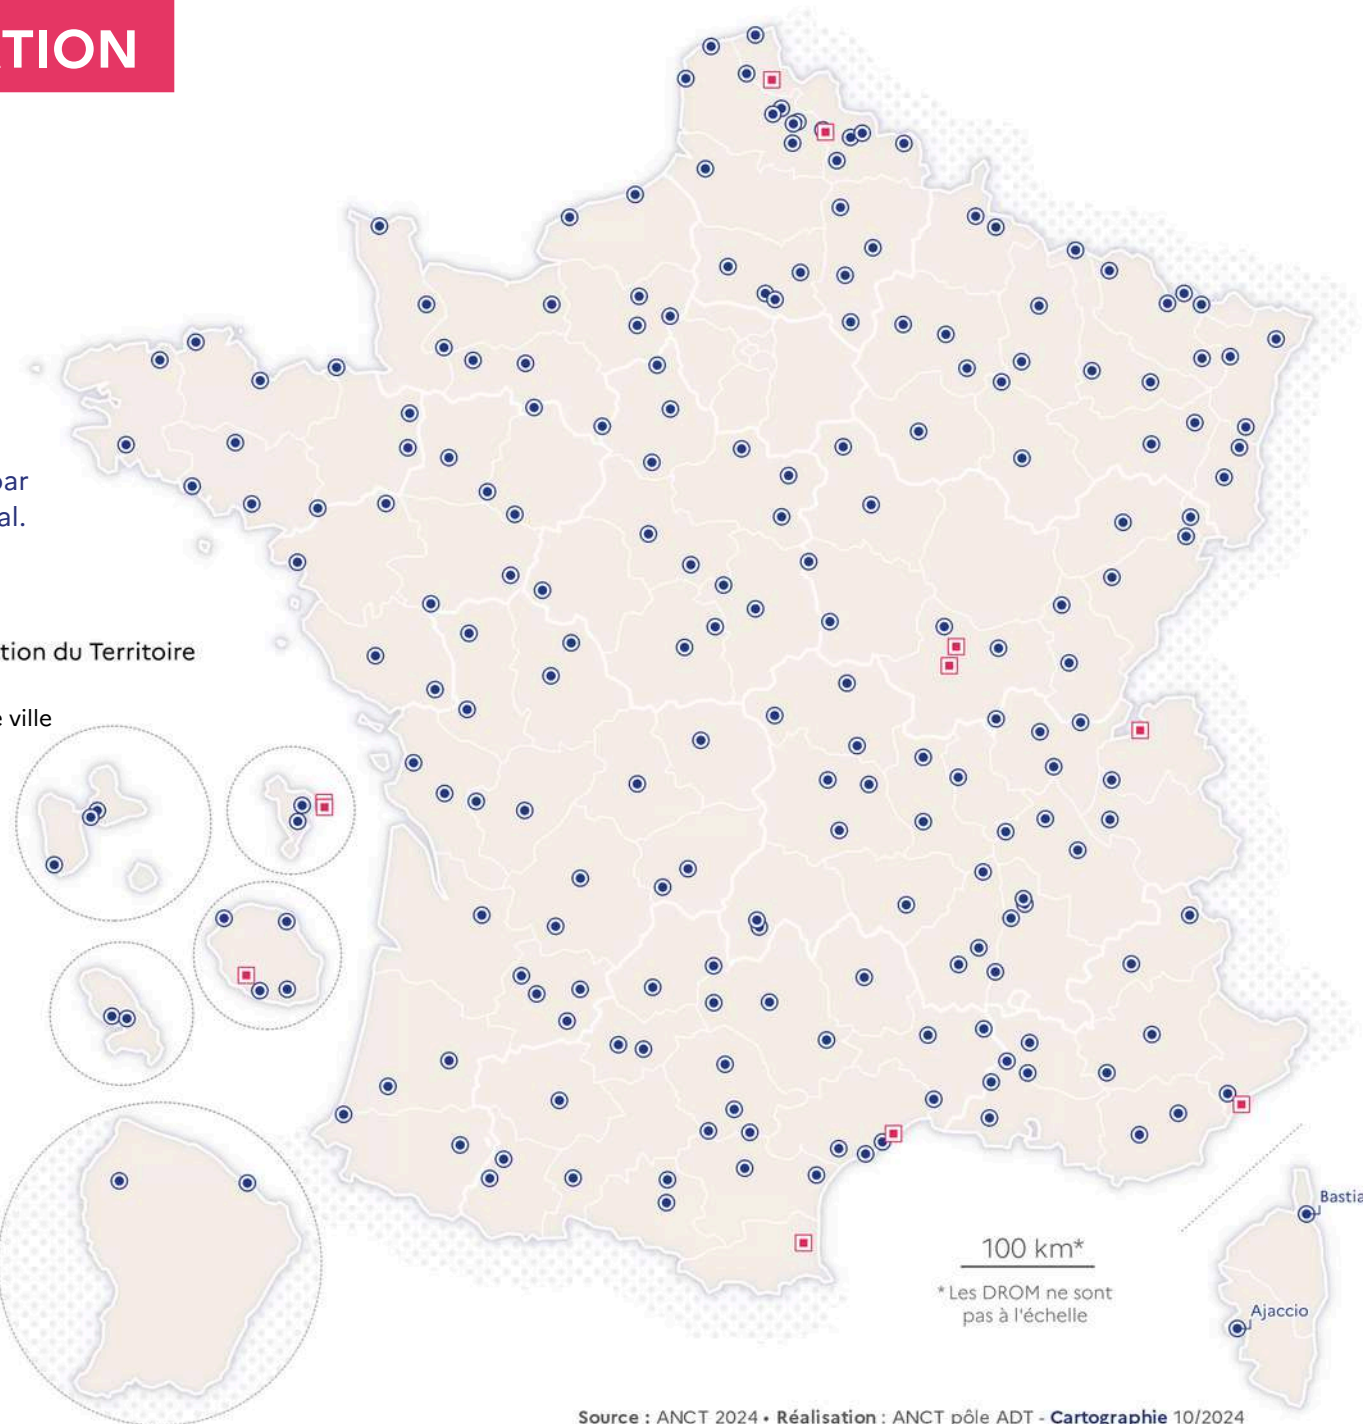 ATION
par
al.
tion du Territoire
e ville
Bastia
Ajaccio
100 km*
* Les DROM ne sont
pas à l'échelle
Source : ANCT 2024 • Réalisation : ANCT pôle ADT - Cartographie 10/2024